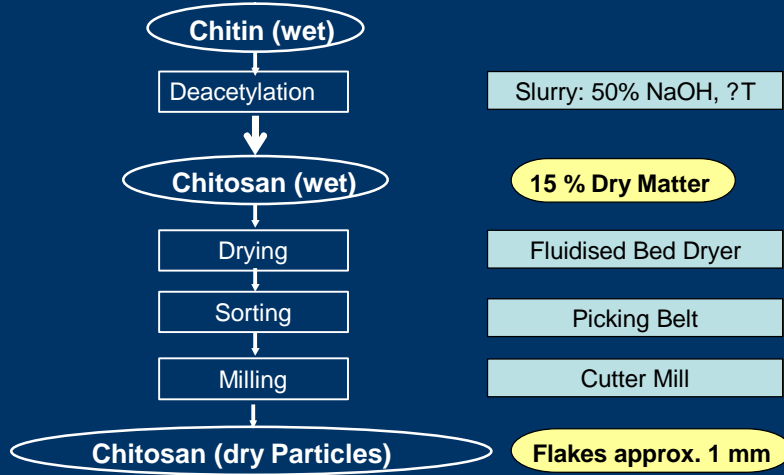 Chitin (wet)
Deacetylation
Slurry: 50% NaOH, ?T
Chitosan (wet)
15 % Dry Matter
Drying
Fluidised Bed Dryer
Sorting
Picking Belt
Milling
Cutter Mill
Chitosan (dry Particles)
Flakes approx. 1 mm